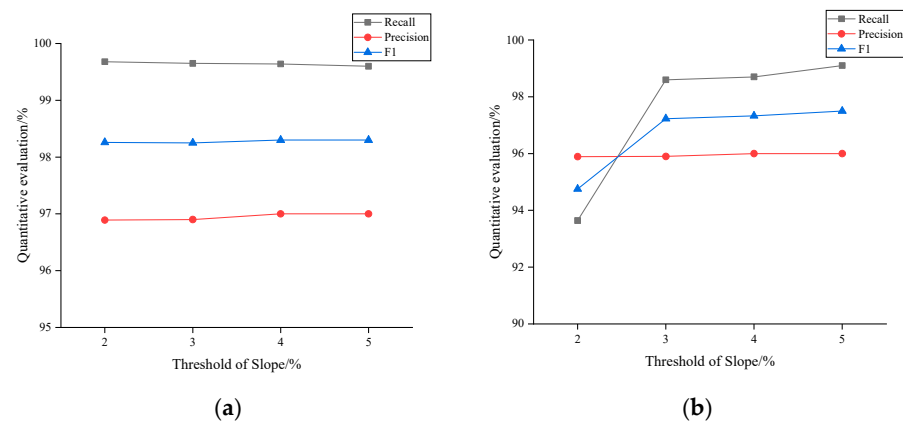 Recall
Precision
F1
100
99
98
97
96
95
Quantitative evaluation/%
2
3
4
5
Threshold of Slope/%
(a)
Recall
Precision
F1
100
98
96
94
92
90
Quantitative evaluation/%
2
3
4
5
Threshold of Slope/%
(b)